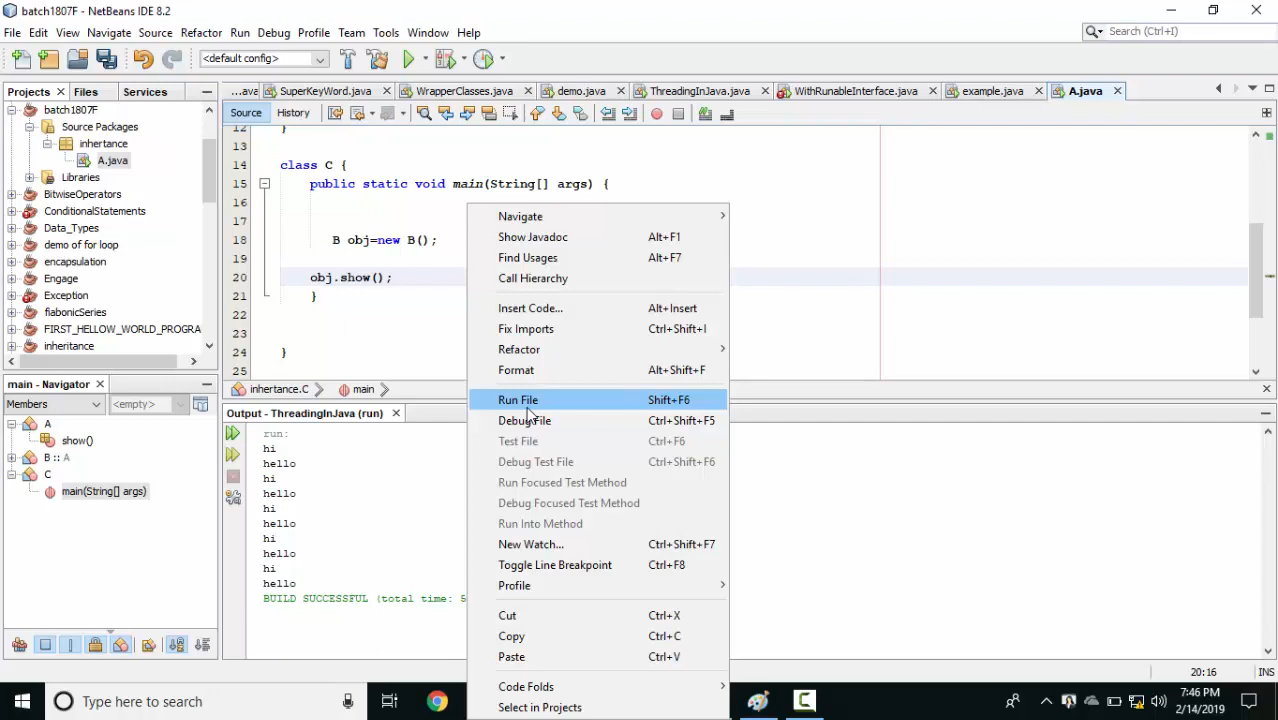 batch1807F - NetBeans IDE 8.2
File Edit View Navigate Source Refactor Run Debug Profile Team Tools Window Help
Search (Ctrl+I)
<default config>
Projects Files Services
...ava SuperKeyWord.java WrapperClasses.java demo.java ThreadingInJava.java WithRunableInterface.java example.java A.java
Source History
batch1807F
Source Packages
inhertance
A.java
Libraries
BitwiseOperators
ConditionalStatements
Data_Types
demo of for loop
encapsulation
Engage
Exception
fiabonicSeries
FIRST_HELLOW_WORLD_PROGRA
inheritance
12 }
13
14 class C {
15 public static void main(String[] args) {
16
17
18 B obj=new B();
19
20 obj.show();
21 }
22
23
24 }
25
inhertance.C main
main - Navigator
Members <empty>
A
show()
B :: A
C
main(String[] args)
Output - ThreadingInJava (run)
run:
hi
hello
hi
hello
hi
hello
hi
hello
hi
hello
BUILD SUCCESSFUL (total time: 5
Navigate
Show Javadoc Alt+F1
Find Usages Alt+F7
Call Hierarchy
Insert Code... Alt+Insert
Fix Imports Ctrl+Shift+I
Refactor
Format Alt+Shift+F
Run File Shift+F6
Debug File Ctrl+Shift+F5
Test File Ctrl+F6
Debug Test File Ctrl+Shift+F6
Run Focused Test Method
Debug Focused Test Method
Run Into Method
New Watch... Ctrl+Shift+F7
Toggle Line Breakpoint Ctrl+F8
Profile
Cut Ctrl+X
Copy Ctrl+C
Paste Ctrl+V
Code Folds
Select in Projects
20:16 INS
Type here to search
7:46 PM
2/14/2019